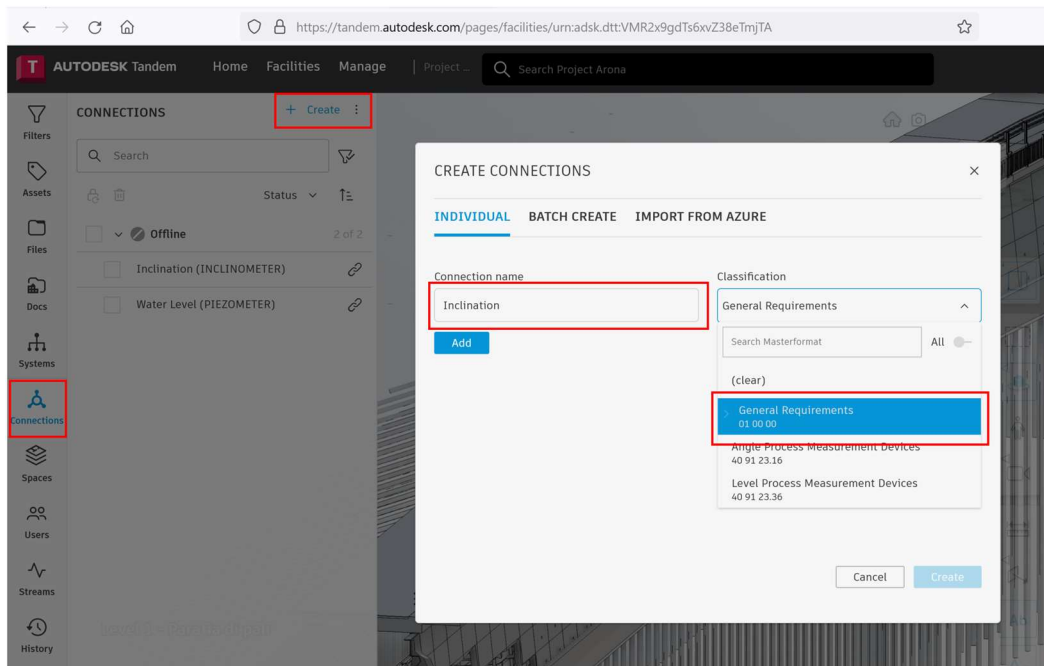 https://tandem.autodesk.com/pages/facilities/urn:adsk.dtt:VMR2x9gdTs6xvZ38eTmjTA
T AUTODESK Tandem Home Facilities Manage Project ... Search Project Arona
Filters
Assets
Files
Docs
Systems
Connections
Spaces
Users
Streams
History
CONNECTIONS + Create
Search
Status
Offline 2 of 2
Inclination (INCLINOMETER)
Water Level (PIEZOMETER)
CREATE CONNECTIONS
INDIVIDUAL BATCH CREATE IMPORT FROM AZURE
Connection name
Inclination
Add
Classification
General Requirements
Search Masterformat All
(clear)
General Requirements
01 00 00
Angle Process Measurement Devices
40 91 23.16
Level Process Measurement Devices
40 91 23.36
Cancel Create